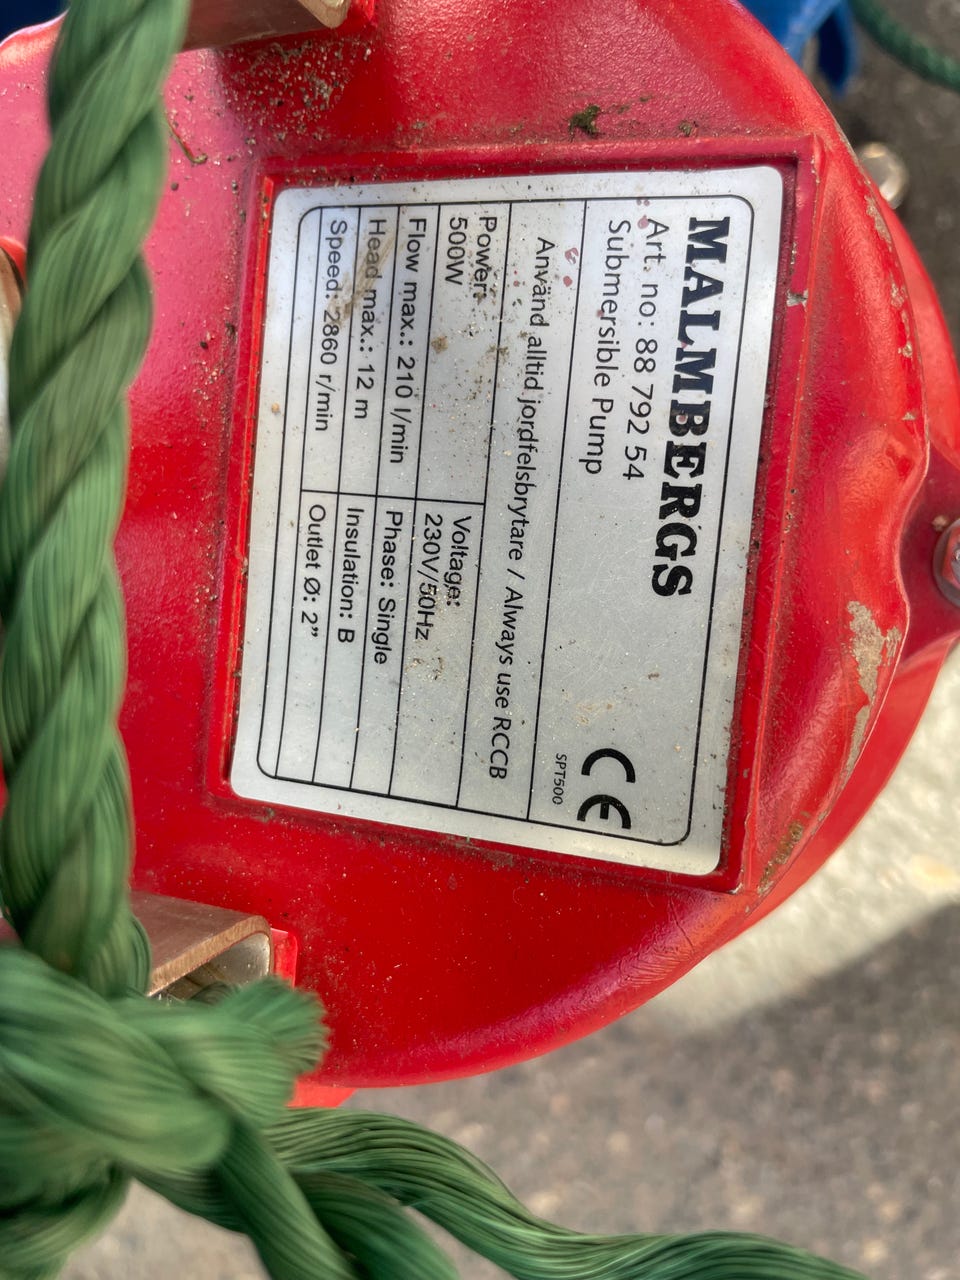 MALMBERGS
Art. no: 88 792 54
Submersible Pump
CE
SPT500
Använd alltid jordfelsbrytare / Always use RCCB
Power:
500W
Voltage:
230V/50Hz
Flow max.: 210 l/min
Phase: Single
Head max.: 12 m
Insulation: B
Speed: 2860 r/min
Outlet Ø: 2”